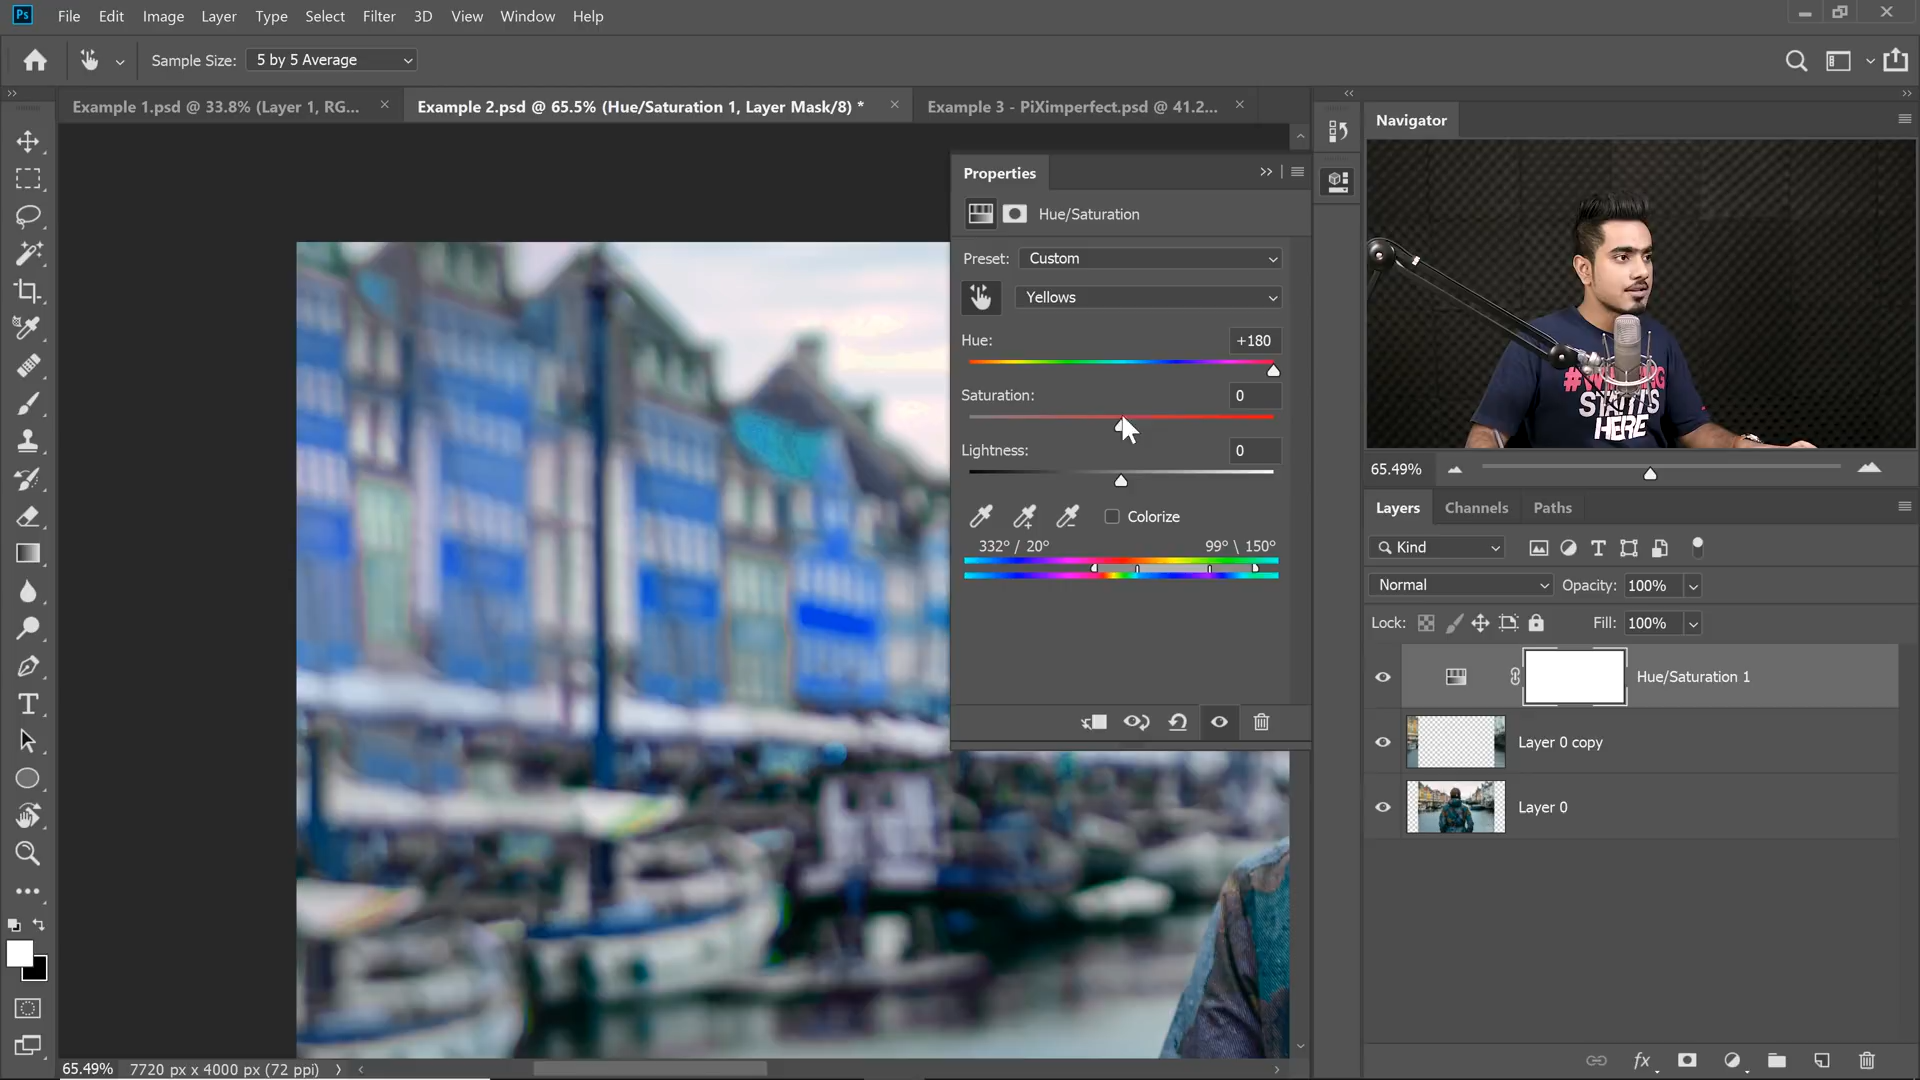 Ps File Edit Image Layer Type Select Filter 3D View Window Help
Sample Size: 5 by 5 Average
Example 1.psd @ 33.8% (Layer 1, RG...
Example 2.psd @ 65.5% (Hue/Saturation 1, Layer Mask/8) *
Example 3 - PiXimperfect.psd @ 41.2...
Properties
Hue/Saturation
Preset: Custom
Yellows
Hue: +180
Saturation: 0
Lightness: 0
Colorize
332° / 20° 99° \ 150°
Navigator
STARTS
HERE
65.49%
Layers Channels Paths
Kind
Normal Opacity: 100%
Lock: Fill: 100%
Hue/Saturation 1
Layer 0 copy
Layer 0
fx
65.49% 7720 px x 4000 px (72 ppi)